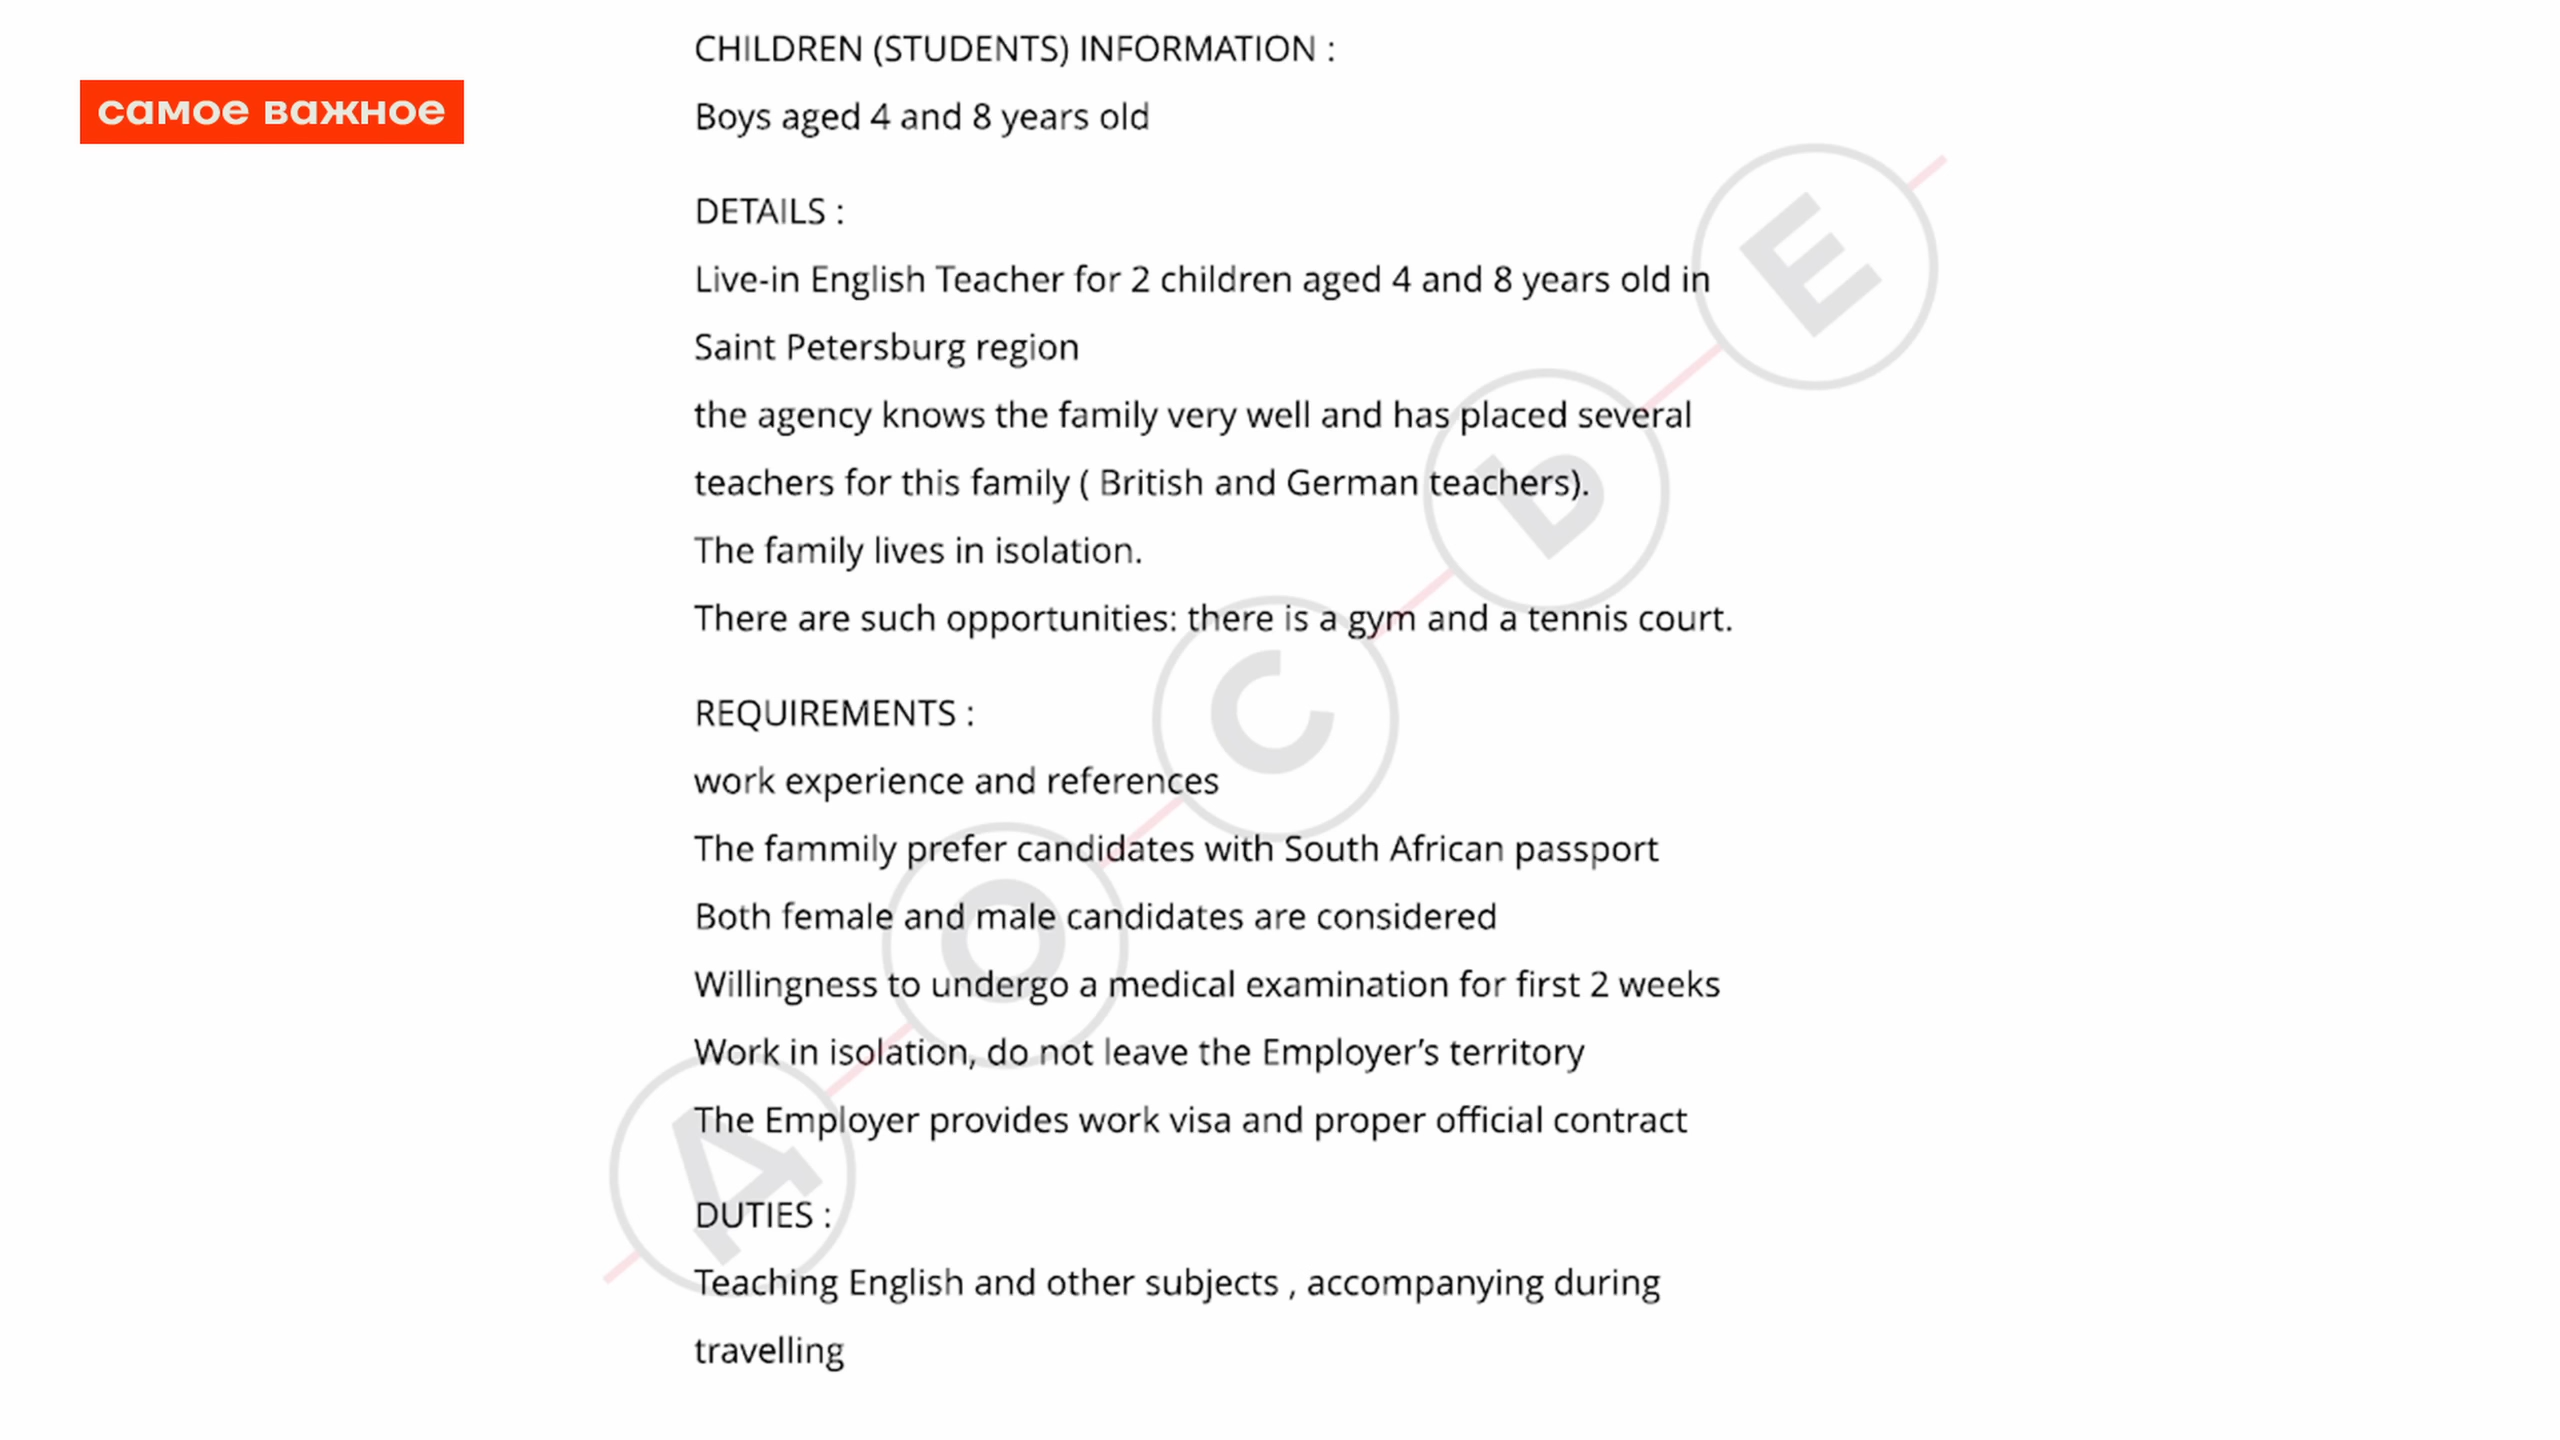 самое важное
CHILDREN (STUDENTS) INFORMATION :
Boys aged 4 and 8 years old
DETAILS :
Live-in English Teacher for 2 children aged 4 and 8 years old in
Saint Petersburg region
the agency knows the family very well and has placed several
teachers for this family ( British and German teachers).
The family lives in isolation.
There are such opportunities: there is a gym and a tennis court.
REQUIREMENTS :
work experience and references
The fammily prefer candidates with South African passport
Both female and male candidates are considered
Willingness to undergo a medical examination for first 2 weeks
Work in isolation, do not leave the Employer’s territory
The Employer provides work visa and proper official contract
DUTIES :
Teaching English and other subjects , accompanying during
travelling
ДОСЬЕ